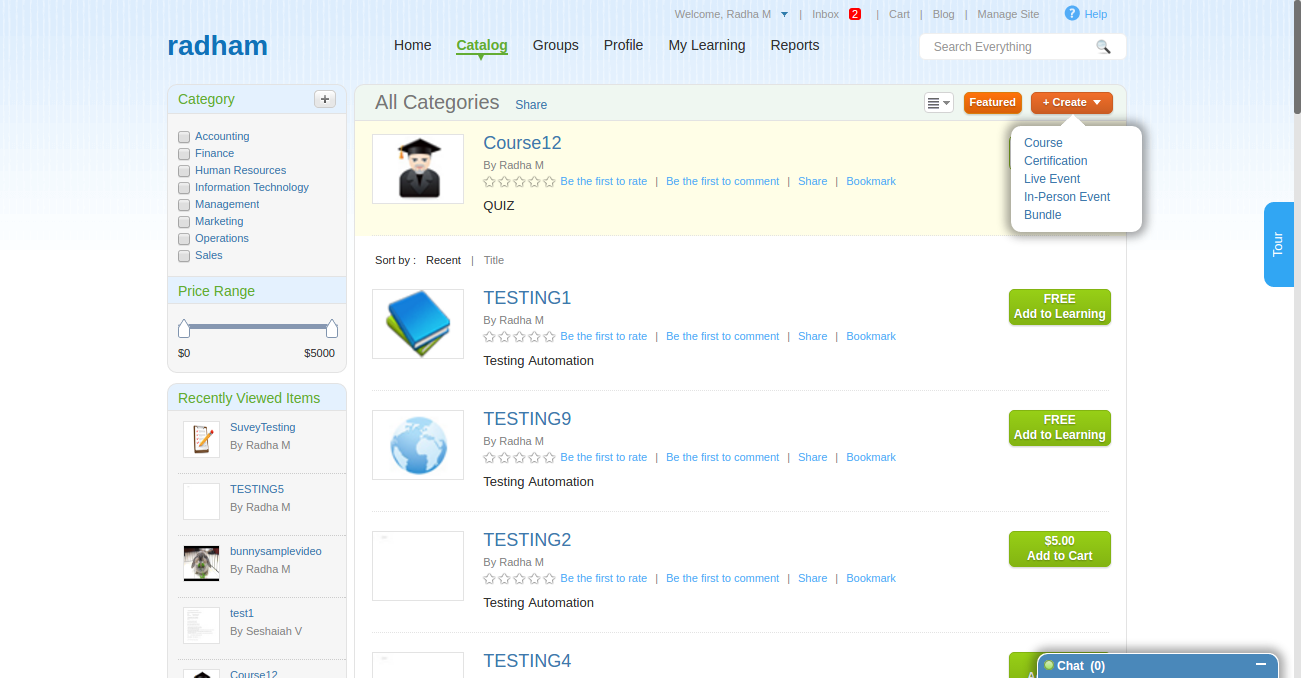 Welcome, Radha M | Inbox 2 | Cart | Blog | Manage Site ? Help
radham
Home Catalog Groups Profile My Learning Reports
Search Everything
Category +
Accounting
Finance
Human Resources
Information Technology
Management
Marketing
Operations
Sales
Price Range
$0 $5000
Recently Viewed Items
SuveyTesting
By Radha M
TESTING5
By Radha M
bunnysamplevideo
By Radha M
test1
By Seshaiah V
Course12
All Categories Share
Featured + Create
Course
Certification
Live Event
In-Person Event
Bundle
Course12
By Radha M
Be the first to rate | Be the first to comment | Share | Bookmark
QUIZ
Sort by : Recent | Title
TESTING1
By Radha M
Be the first to rate | Be the first to comment | Share | Bookmark
Testing Automation
FREE
Add to Learning
TESTING9
By Radha M
Be the first to rate | Be the first to comment | Share | Bookmark
Testing Automation
FREE
Add to Learning
TESTING2
By Radha M
Be the first to rate | Be the first to comment | Share | Bookmark
Testing Automation
$5.00
Add to Cart
TESTING4
Tour
Chat (0)